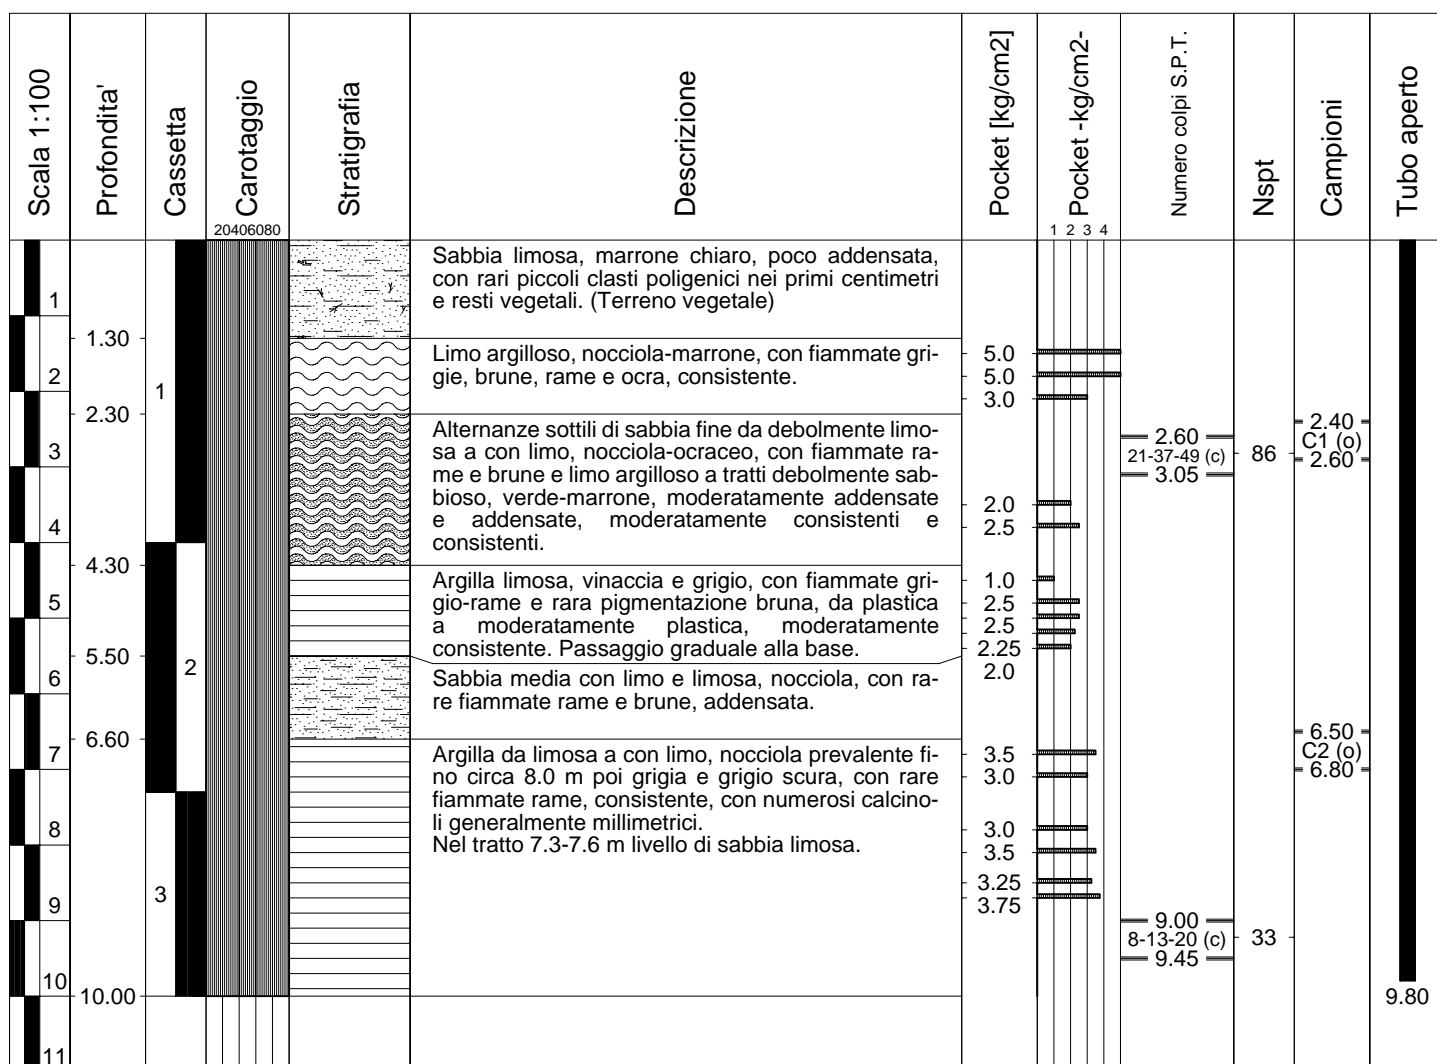 Scala 1:100
Profondita'
Cassetta
Carotaggio
Stratigrafia
Descrizione
Pocket [kg/cm2]
Pocket -kg/cm2-
Numero colpi S.P.T.
Nspt
Campioni
Tubo aperto
20406080
1 2 3 4
Sabbia limosa, marrone chiaro, poco addensata,
con rari piccoli clasti poligenici nei primi centimetri
e resti vegetali. (Terreno vegetale)
1
1.30
Limo argilloso, nocciola-marrone, con fiammate gri-
gie, brune, rame e ocra, consistente.
5.0
5.0
3.0
2
1
2.30
Alternanze sottili di sabbia fine da debolmente limo-
sa a con limo, nocciola-ocraceo, con fiammate ra-
me e brune e limo argilloso a tratti debolmente sab-
bioso, verde-marrone, moderatamente addensate
e addensate, moderatamente consistenti e
consistenti.
2.0
2.5
2.60
21-37-49 (c)
3.05
86
2.40
C1 (o)
2.60
3
4
4.30
Argilla limosa, vinaccia e grigio, con fiammate gri-
gio-rame e rara pigmentazione bruna, da plastica
a moderatamente plastica, moderatamente
consistente. Passaggio graduale alla base.
1.0
2.5
2.5
2.25
2.0
5
5.50
2
Sabbia media con limo e limosa, nocciola, con ra-
re fiammate rame e brune, addensata.
6
6.60
Argilla da limosa a con limo, nocciola prevalente fi-
no circa 8.0 m poi grigia e grigio scura, con rare
fiammate rame, consistente, con numerosi calcino-
li generalmente millimetrici.
Nel tratto 7.3-7.6 m livello di sabbia limosa.
3.5
3.0
3.0
3.5
3.25
3.75
6.50
C2 (o)
6.80
7
8
9
3
9.00
8-13-20 (c)
9.45
33
10
10.00
9.80
11